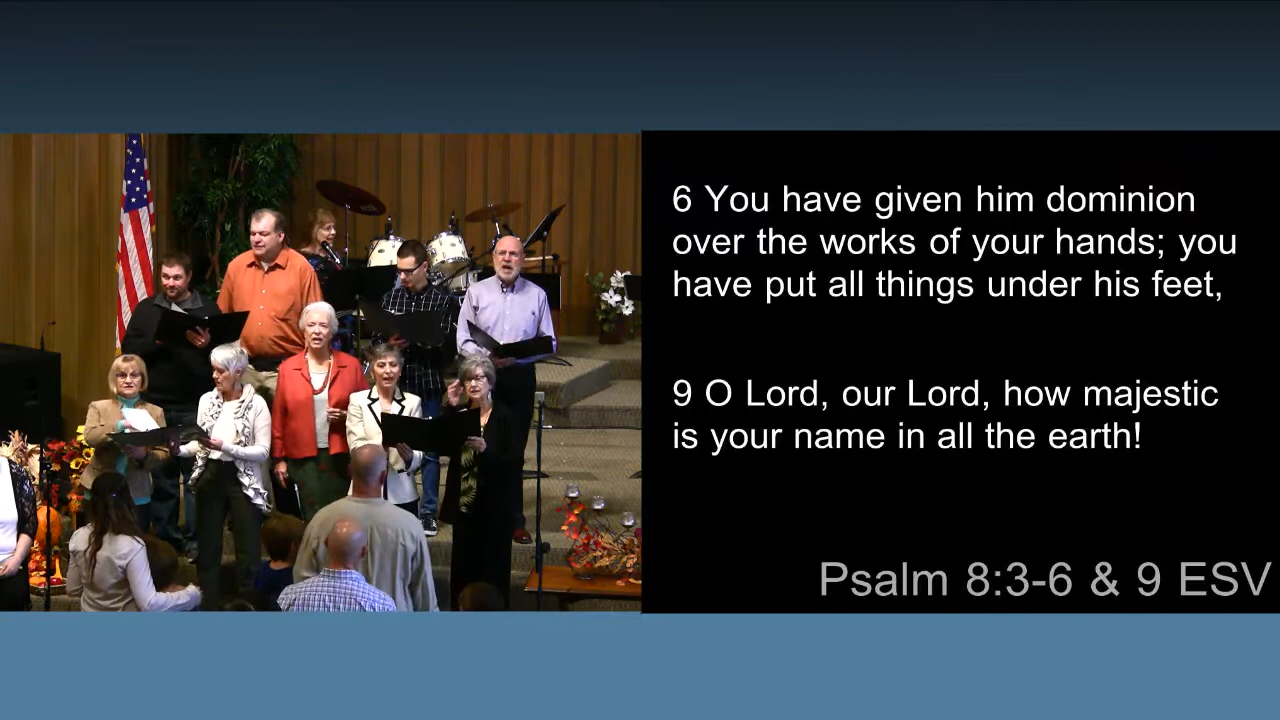 6 You have given him dominion
over the works of your hands; you
have put all things under his feet,
9 O Lord, our Lord, how majestic
is your name in all the earth!
Psalm 8:3-6 & 9 ESV